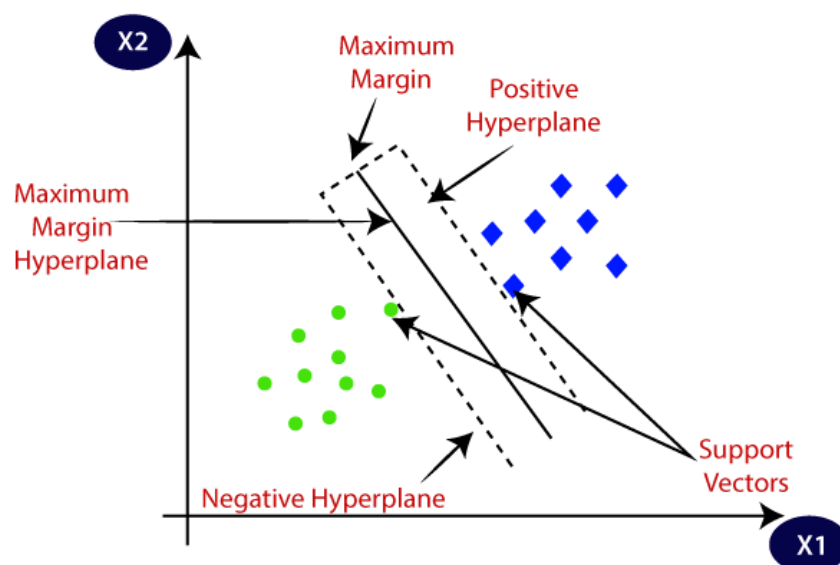 X2
Maximum
Margin
Positive
Hyperplane
Maximum
Margin
Hyperplane
Support
Vectors
Negative Hyperplane
X1